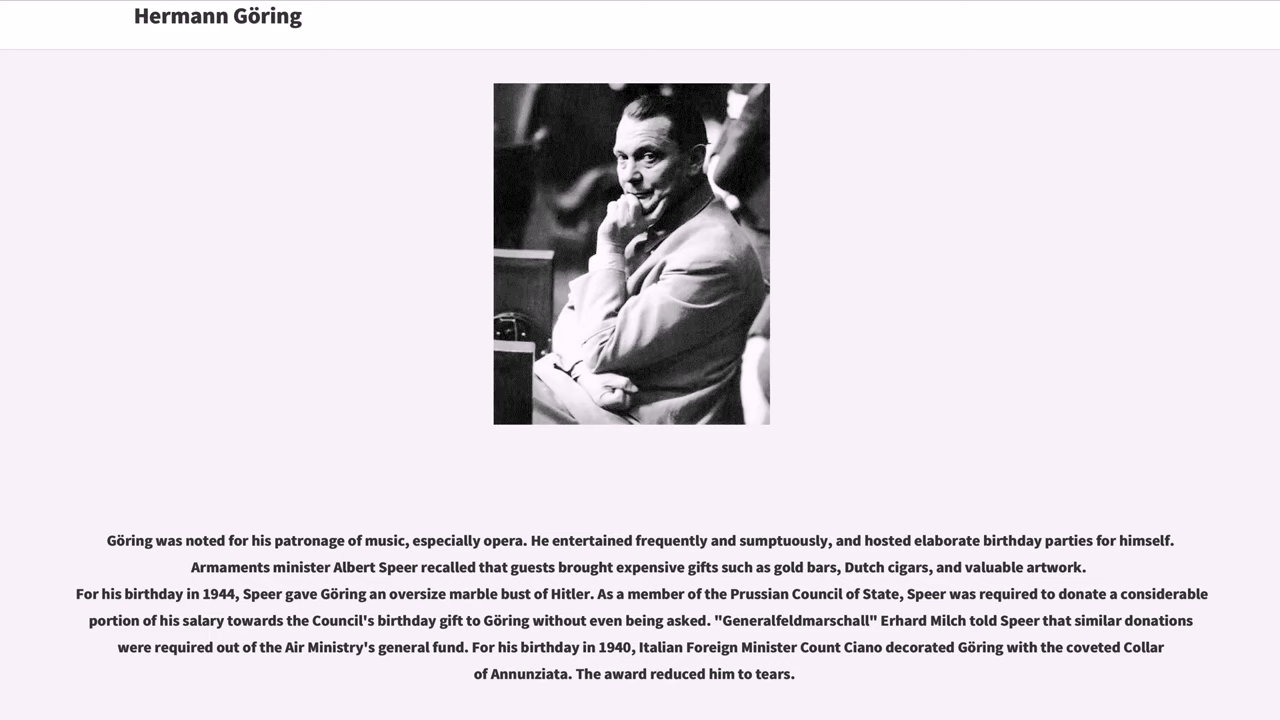 Hermann Göring
Göring was noted for his patronage of music, especially opera. He entertained frequently and sumptuously, and hosted elaborate birthday parties for himself.
Armaments minister Albert Speer recalled that guests brought expensive gifts such as gold bars, Dutch cigars, and valuable artwork.
For his birthday in 1944, Speer gave Göring an oversize marble bust of Hitler. As a member of the Prussian Council of State, Speer was required to donate a considerable
portion of his salary towards the Council's birthday gift to Göring without even being asked. "Generalfeldmarschall" Erhard Milch told Speer that similar donations
were required out of the Air Ministry's general fund. For his birthday in 1940, Italian Foreign Minister Count Ciano decorated Göring with the coveted Collar
of Annunziata. The award reduced him to tears.